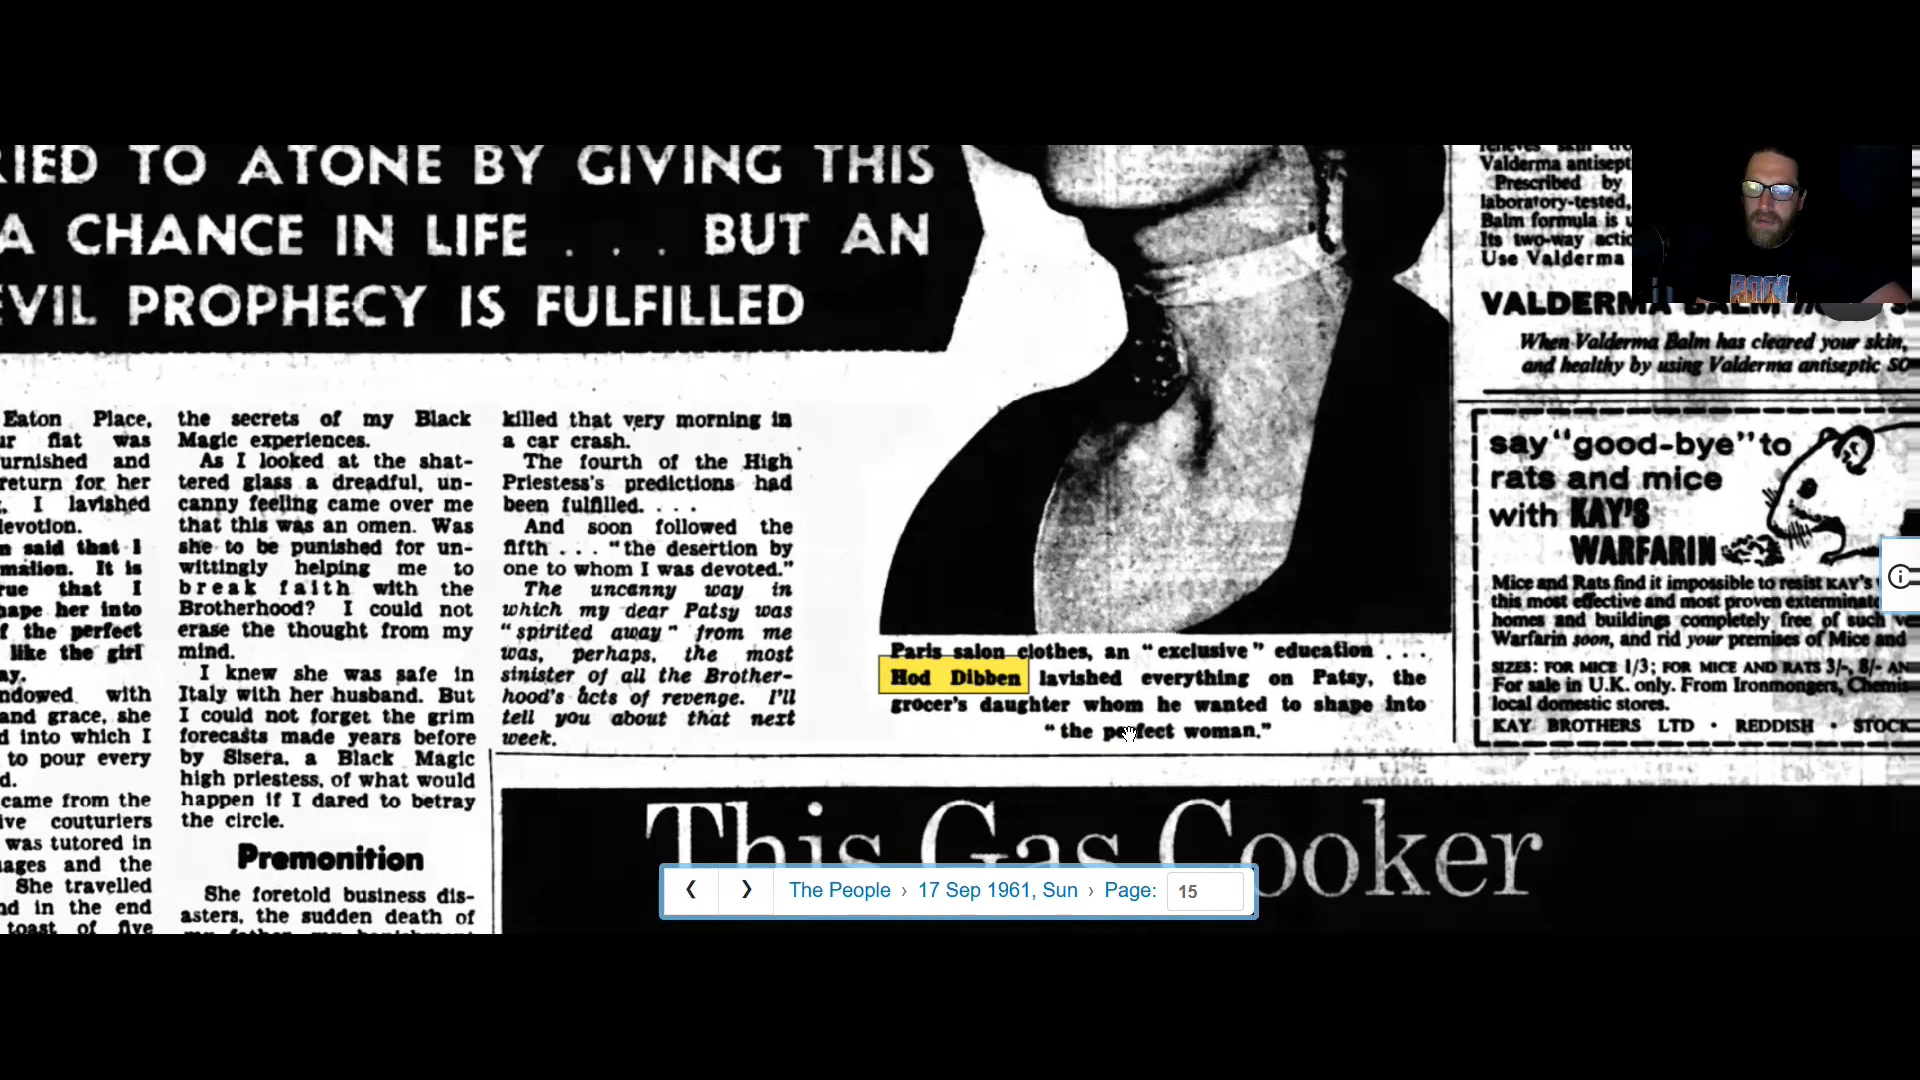 RIED TO ATONE BY GIVING THIS
A CHANCE IN LIFE . . . BUT AN
EVIL PROPHECY IS FULFILLED
Eaton Place,
flat was
furnished and
return for her
I lavished
devotion.
said that I
It is
that I
shape her into
of the perfect
like the girl
and grace, she
into which I
to pour every
came from the
couturiers
was tutored in
and the
She travelled
in the end
toast of five
the secrets of my Black
Magic experiences.
As I looked at the shat-
tered glass a dreadful, un-
canny feeling came over me
that this was an omen. Was
she to be punished for un-
wittingly helping me to
break faith with the
Brotherhood? I could not
erase the thought from my
mind.
I knew she was safe in
Italy with her husband. But
I could not forget the grim
forecasts made years before
by Sisera, a Black Magic
high priestess, of what would
happen if I dared to betray
the circle.
Premonition
She foretold business dis-
asters, the sudden death of
killed that very morning in
a car crash.
The fourth of the High
Priestess's predictions had
been fulfilled. . . .
And soon followed the
fifth . . . "the desertion by
one to whom I was devoted."
The uncanny way in
which my dear Patsy was
"spirited away" from me
was, perhaps, the most
sinister of all the Brother-
hood's acts of revenge. I'll
tell you about that next
week.
Paris salon clothes, an "exclusive" education . . .
Hod Dibben lavished everything on Patsy, the
grocer's daughter whom he wanted to shape into
"the perfect woman."
Valderma antisept
Prescribed by
laboratory-tested,
Balm formula is
Its two-way actio
Use Valderma
VALDERMA BALM
When Valderma Balm has cleared your skin,
and healthy by using Valderma antiseptic SO
say "good-bye" to
rats and mice
with KAY'S
WARFARIN
Mice and Rats find it impossible to resist KAY'S
this most effective and most proven exterminat
homes and buildings completely free of such
Warfarin soon, and rid your premises of Mice and
SIZES: FOR MICE 1/3; FOR MICE AND RATS 3/-, 8/- AN
For sale in U.K. only. From Ironmongers, Chemis
local domestic stores.
KAY BROTHERS LTD · REDDISH · STOCK
This Gas Cooker
The People › 17 Sep 1961, Sun › Page: 15